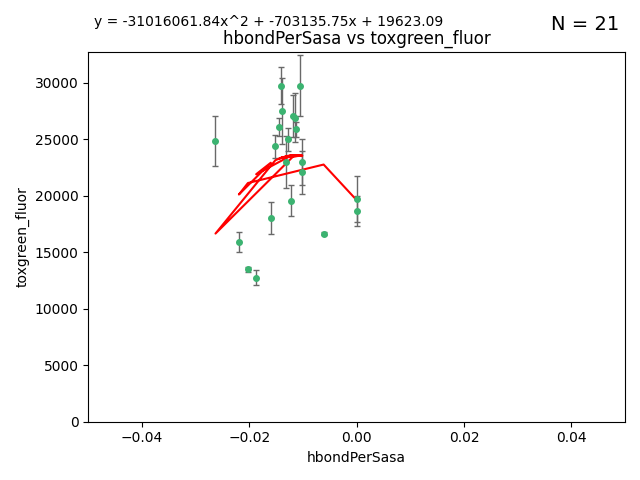 y = -31016061.84x^2 + -703135.75x + 19623.09
N = 21
hbondPerSasa vs toxgreen_fluor
30000
25000
20000
15000
10000
5000
0
toxgreen_fluor
−0.04
−0.02
0.00
0.02
0.04
hbondPerSasa